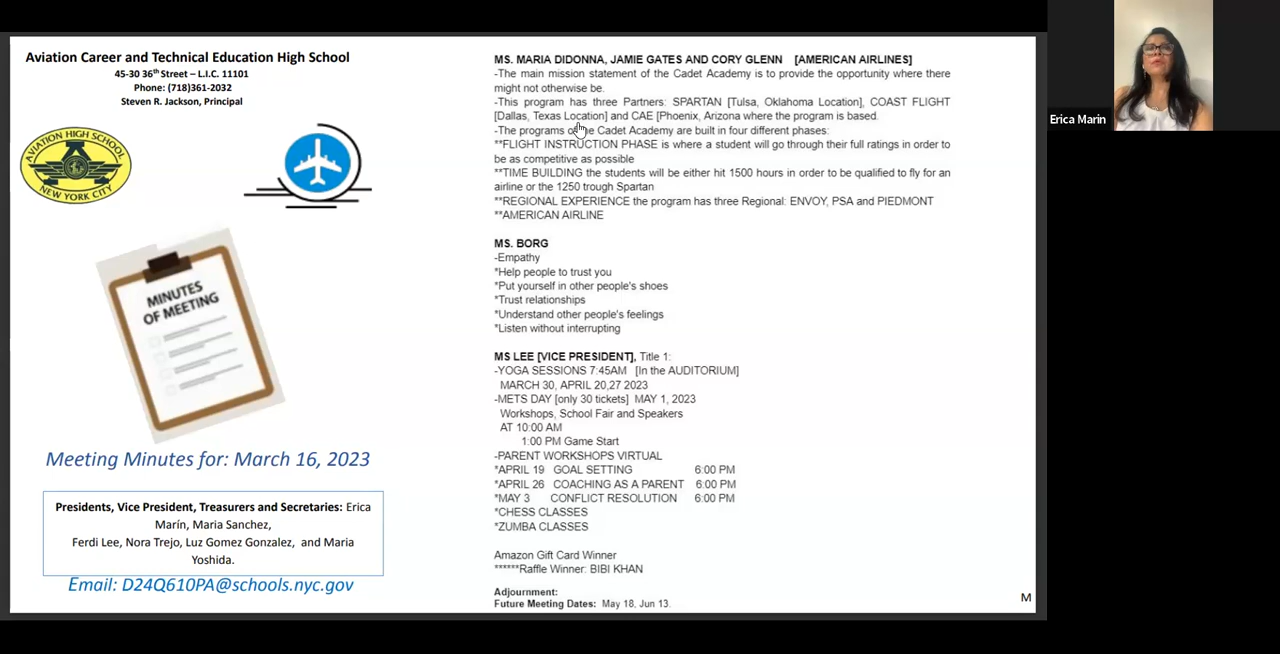 Aviation Career and Technical Education High School
45-30 36th Street – L.I.C. 11101
Phone: (718)361-2032
Steven R. Jackson, Principal
AVIATION HIGH SCHOOL
NEW YORK CITY
MINUTES
OF MEETING
Meeting Minutes for: March 16, 2023
Presidents, Vice President, Treasurers and Secretaries: Erica
Marín, Maria Sanchez,
Ferdi Lee, Nora Trejo, Luz Gomez Gonzalez, and Maria
Yoshida.
Email: D24Q610PA@schools.nyc.gov
MS. MARIA DIDONNA, JAMIE GATES AND CORY GLENN [AMERICAN AIRLINES]
-The main mission statement of the Cadet Academy is to provide the opportunity where there
might not otherwise be.
-This program has three Partners: SPARTAN [Tulsa, Oklahoma Location], COAST FLIGHT
[Dallas, Texas Location] and CAE [Phoenix, Arizona where the program is based.
-The programs of the Cadet Academy are built in four different phases:
**FLIGHT INSTRUCTION PHASE is where a student will go through their full ratings in order to
be as competitive as possible
**TIME BUILDING the students will be either hit 1500 hours in order to be qualified to fly for an
airline or the 1250 trough Spartan
**REGIONAL EXPERIENCE the program has three Regional: ENVOY, PSA and PIEDMONT
**AMERICAN AIRLINE
MS. BORG
-Empathy
*Help people to trust you
*Put yourself in other people's shoes
*Trust relationships
*Understand other people's feelings
*Listen without interrupting
MS LEE [VICE PRESIDENT], Title 1:
-YOGA SESSIONS 7:45AM [In the AUDITORIUM]
MARCH 30, APRIL 20,27 2023
-METS DAY [only 30 tickets] MAY 1, 2023
Workshops, School Fair and Speakers
AT 10:00 AM
1:00 PM Game Start
-PARENT WORKSHOPS VIRTUAL
*APRIL 19 GOAL SETTING 6:00 PM
*APRIL 26 COACHING AS A PARENT 6:00 PM
*MAY 3 CONFLICT RESOLUTION 6:00 PM
*CHESS CLASSES
*ZUMBA CLASSES
Amazon Gift Card Winner
******Raffle Winner: BIBI KHAN
Adjournment:
Future Meeting Dates: May 18, Jun 13.
M
Erica Marin